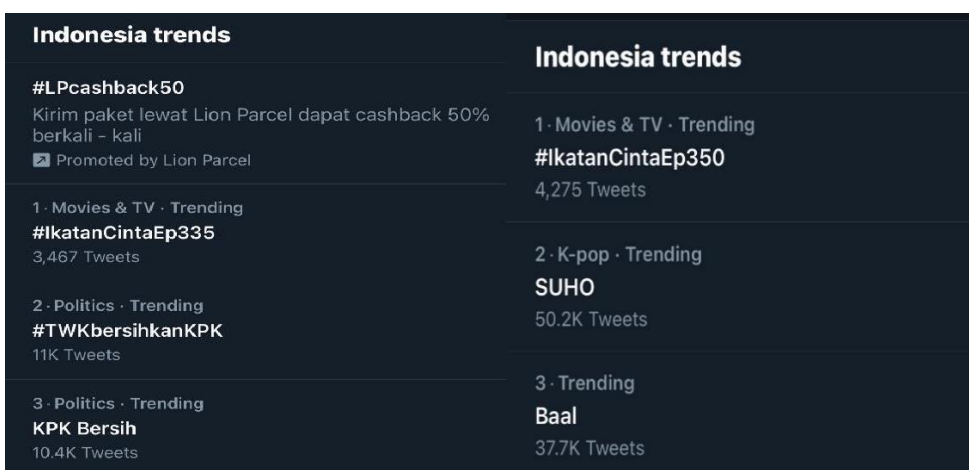 Indonesia trends
#LPcashback50
Kirim paket lewat Lion Parcel dapat cashback 50%
berkali - kali
Promoted by Lion Parcel
1 · Movies & TV · Trending
#IkatanCintaEp335
3,467 Tweets
2 · Politics · Trending
#TWKbersihkanKPK
11K Tweets
3 · Politics · Trending
KPK Bersih
10.4K Tweets
Indonesia trends
1 · Movies & TV · Trending
#IkatanCintaEp350
4,275 Tweets
2 · K-pop · Trending
SUHO
50.2K Tweets
3 · Trending
Baal
37.7K Tweets